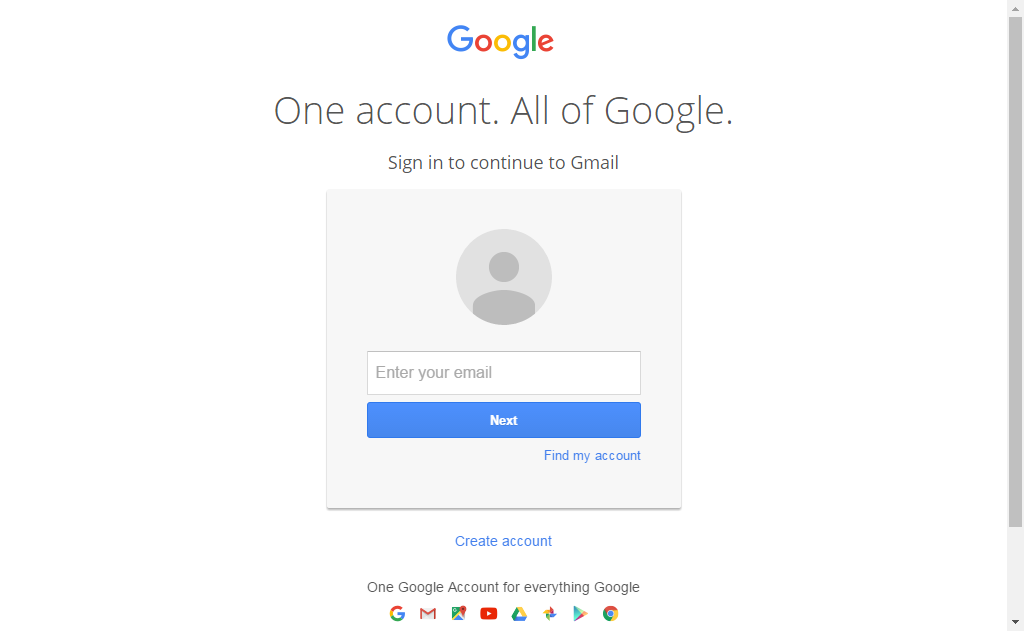 Google
One account. All of Google.
Sign in to continue to Gmail
Enter your email
Next
Find my account
Create account
One Google Account for everything Google